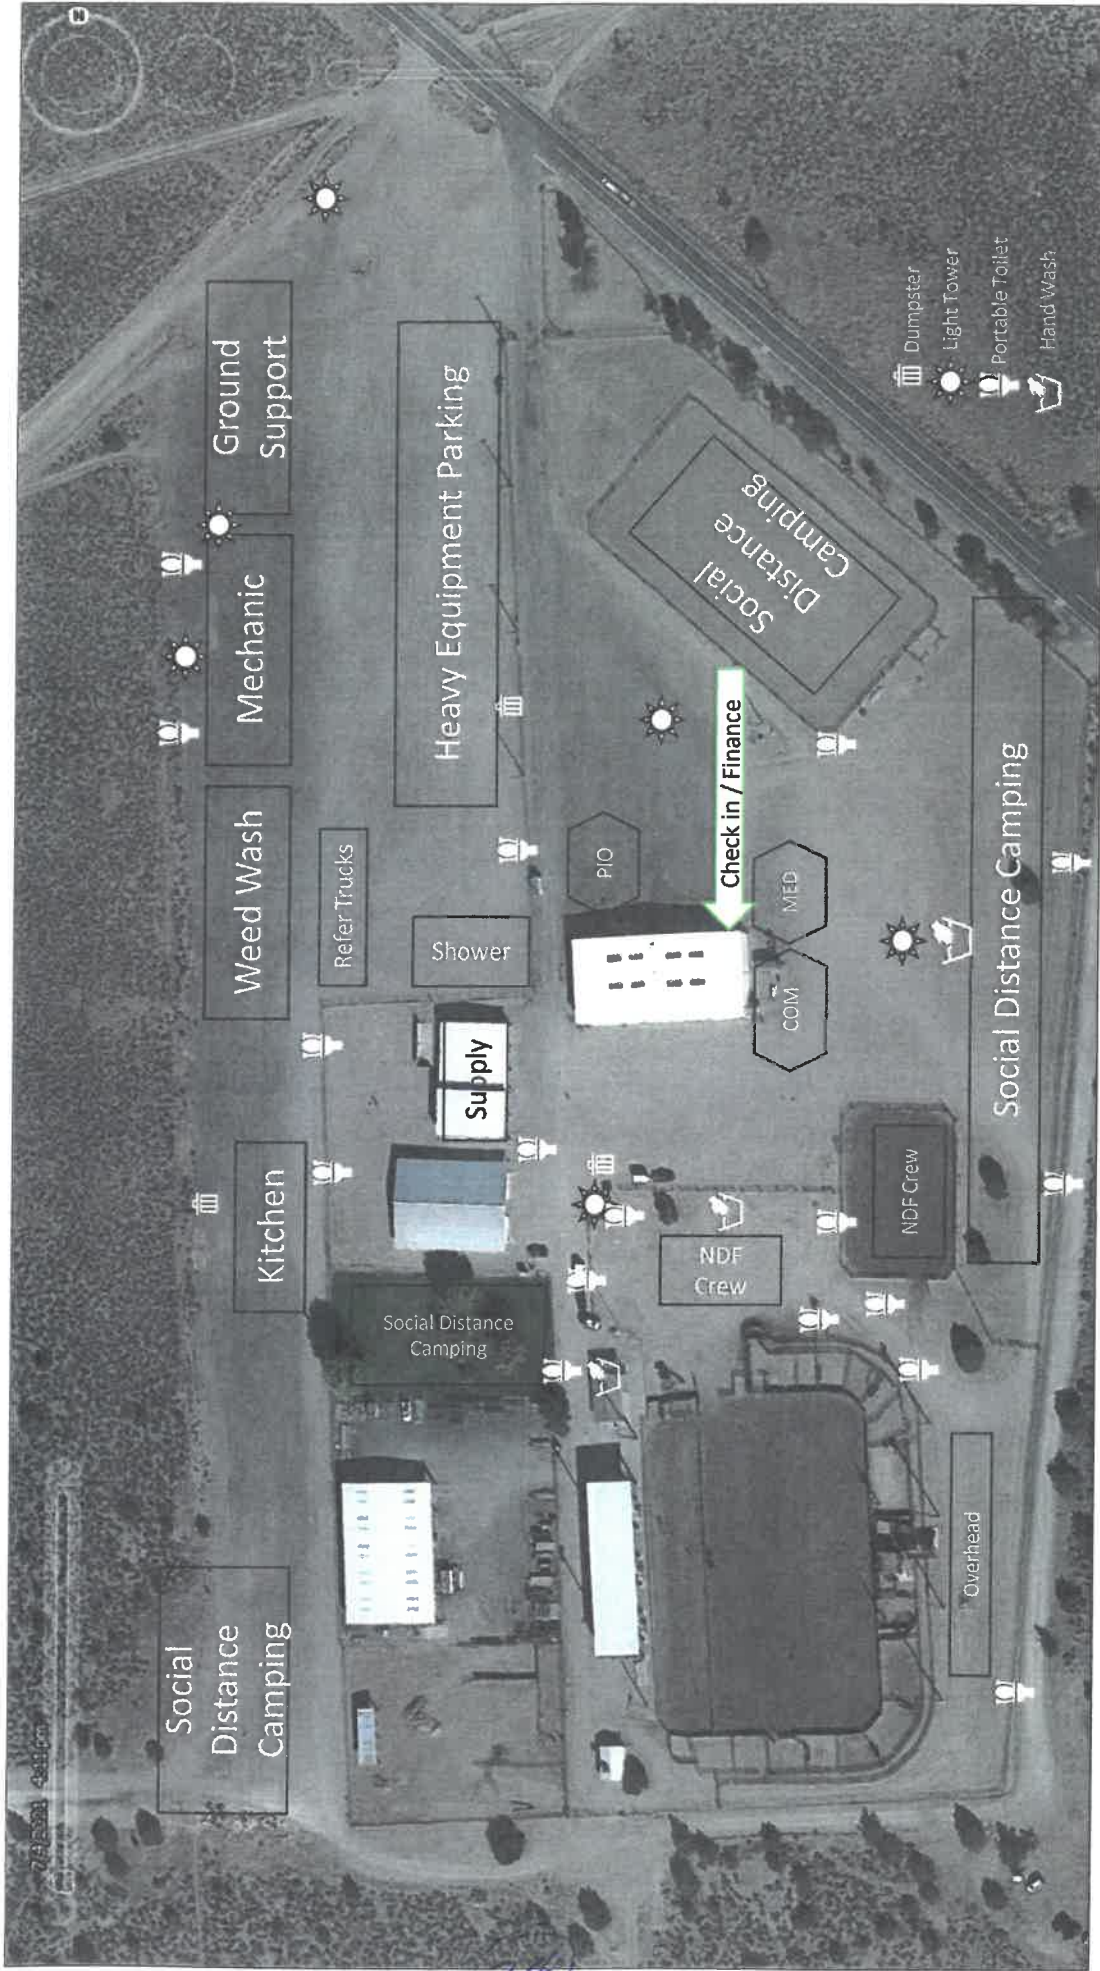 N
Social
Distance
Camping
Kitchen
Weed Wash
Mechanic
Ground
Support
Refer Trucks
Social Distance
Camping
Supply
Shower
Heavy Equipment Parking
PIO
NDF
Crew
COM
MED
Check in / Finance
Social
Distance
Camping
NDF Crew
Overhead
Social Distance Camping
Dumpster
Light Tower
Portable Toilet
Hand Wash